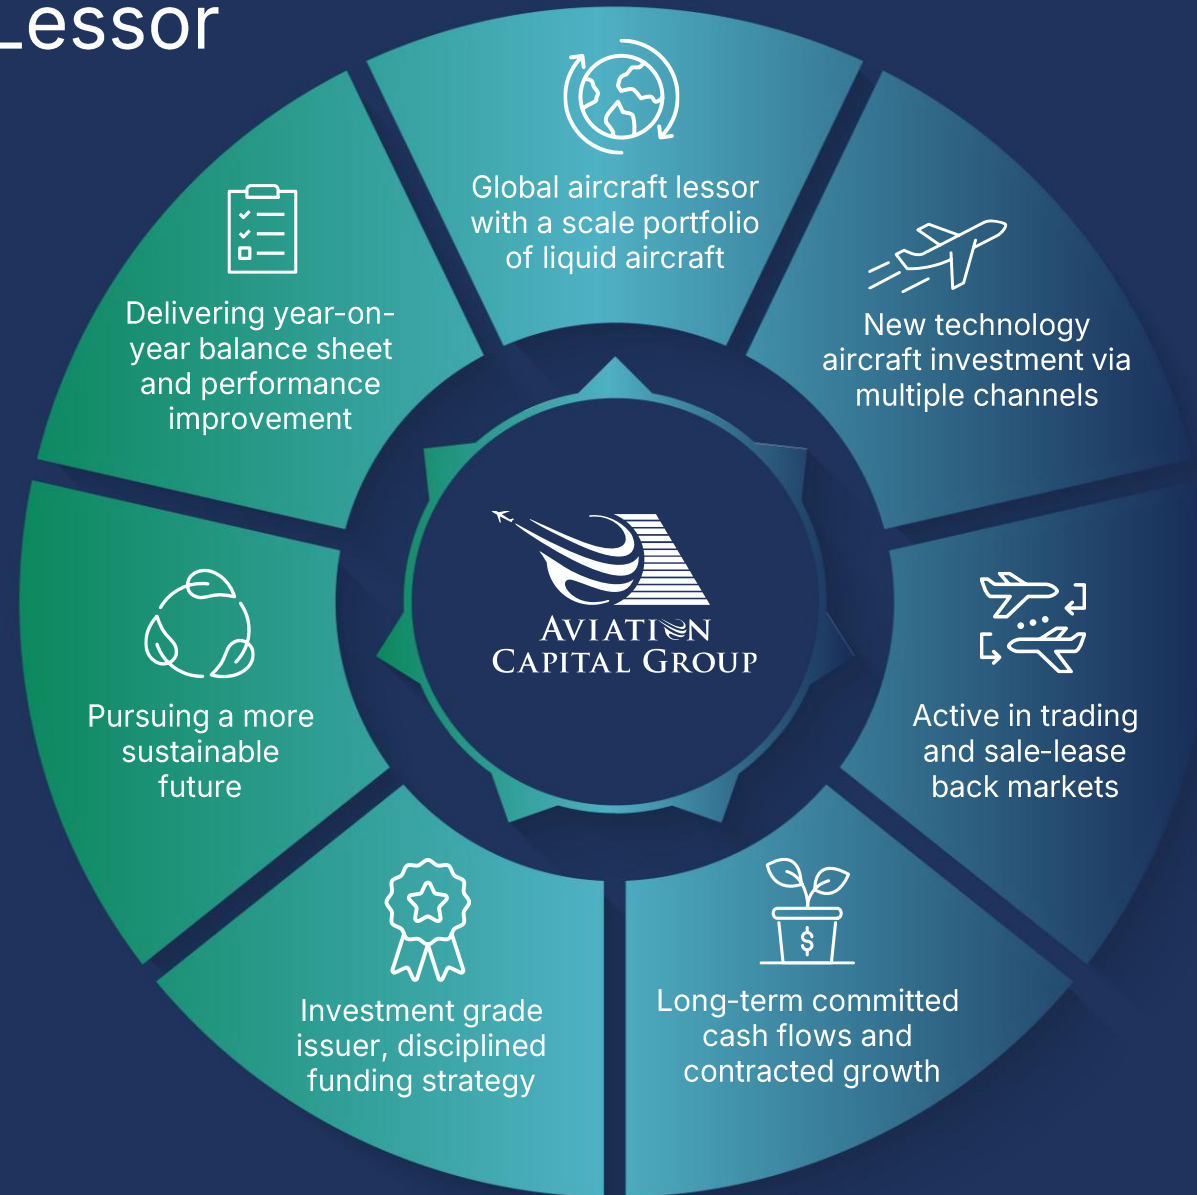 Lessor
Global aircraft lessor
with a scale portfolio
of liquid aircraft
New technology
aircraft investment via
multiple channels
Active in trading
and sale-lease
back markets
$
Long-term committed
cash flows and
contracted growth
Investment grade
issuer, disciplined
funding strategy
Pursuing a more
sustainable
future
Delivering year-on-
year balance sheet
and performance
improvement
AVIATION
CAPITAL GROUP